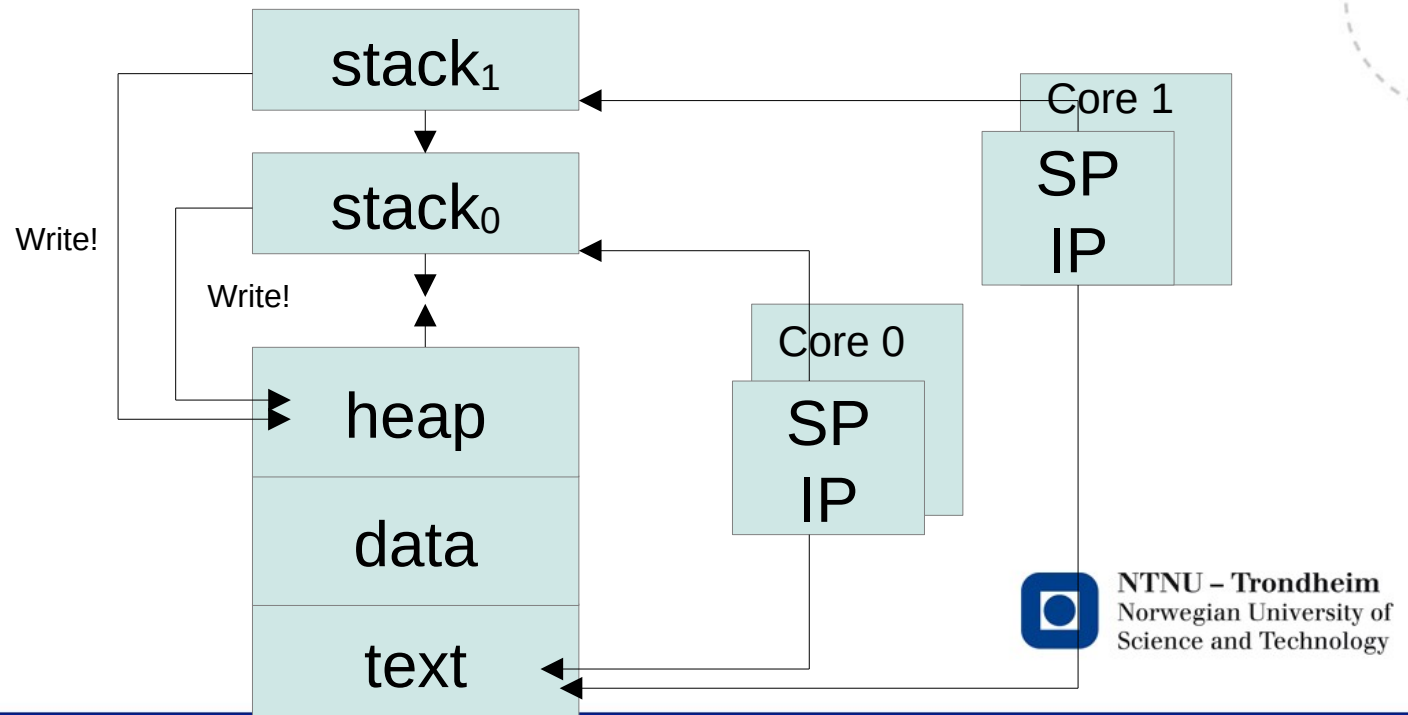 stack₁
Core 1
SP
IP
stack₀
Write!
Write!
Core 0
SP
IP
heap
data
text
NTNU – Trondheim
Norwegian University of
Science and Technology